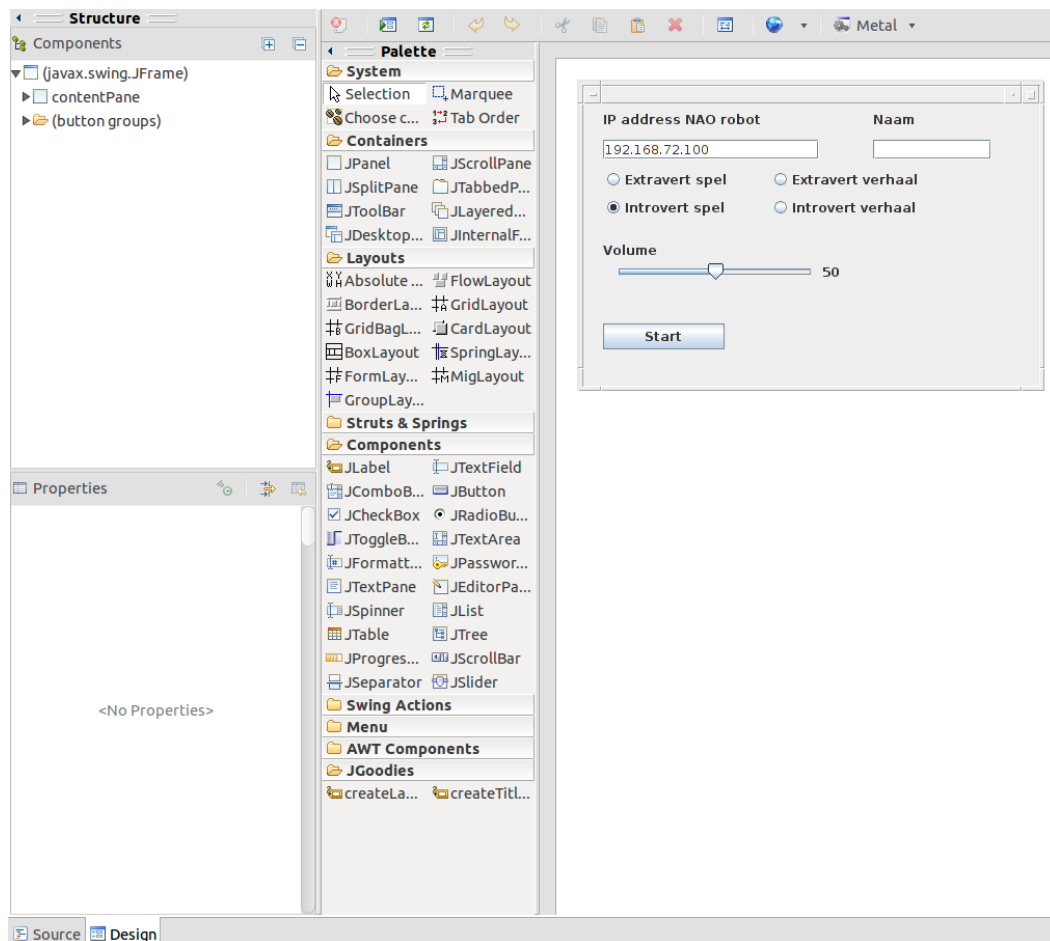 Structure
Components
(javax.swing.JFrame)
contentPane
(button groups)
Properties
<No Properties>
Source Design
Metal
Palette
System
Selection Marquee
Choose c... Tab Order
Containers
JPanel JScrollPane
JSplitPane JTabbedP...
JToolBar JLayered...
JDesktop... JInternalF...
Layouts
Absolute ... FlowLayout
BorderLa... GridLayout
GridBagL... CardLayout
BoxLayout SpringLay...
FormLay... MigLayout
GroupLay...
Struts & Springs
Components
JLabel JTextField
JComboB... JButton
JCheckBox JRadioBu...
JToggleB... JTextArea
JFormatt... JPasswor...
JTextPane JEditorPa...
JSpinner JList
JTable JTree
JProgres... JScrollBar
JSeparator JSlider
Swing Actions
Menu
AWT Components
JGoodies
createLa... createTitl...
IP address NAO robot Naam
192.168.72.100
Extravert spel Extravert verhaal
Introvert spel Introvert verhaal
Volume
50
Start